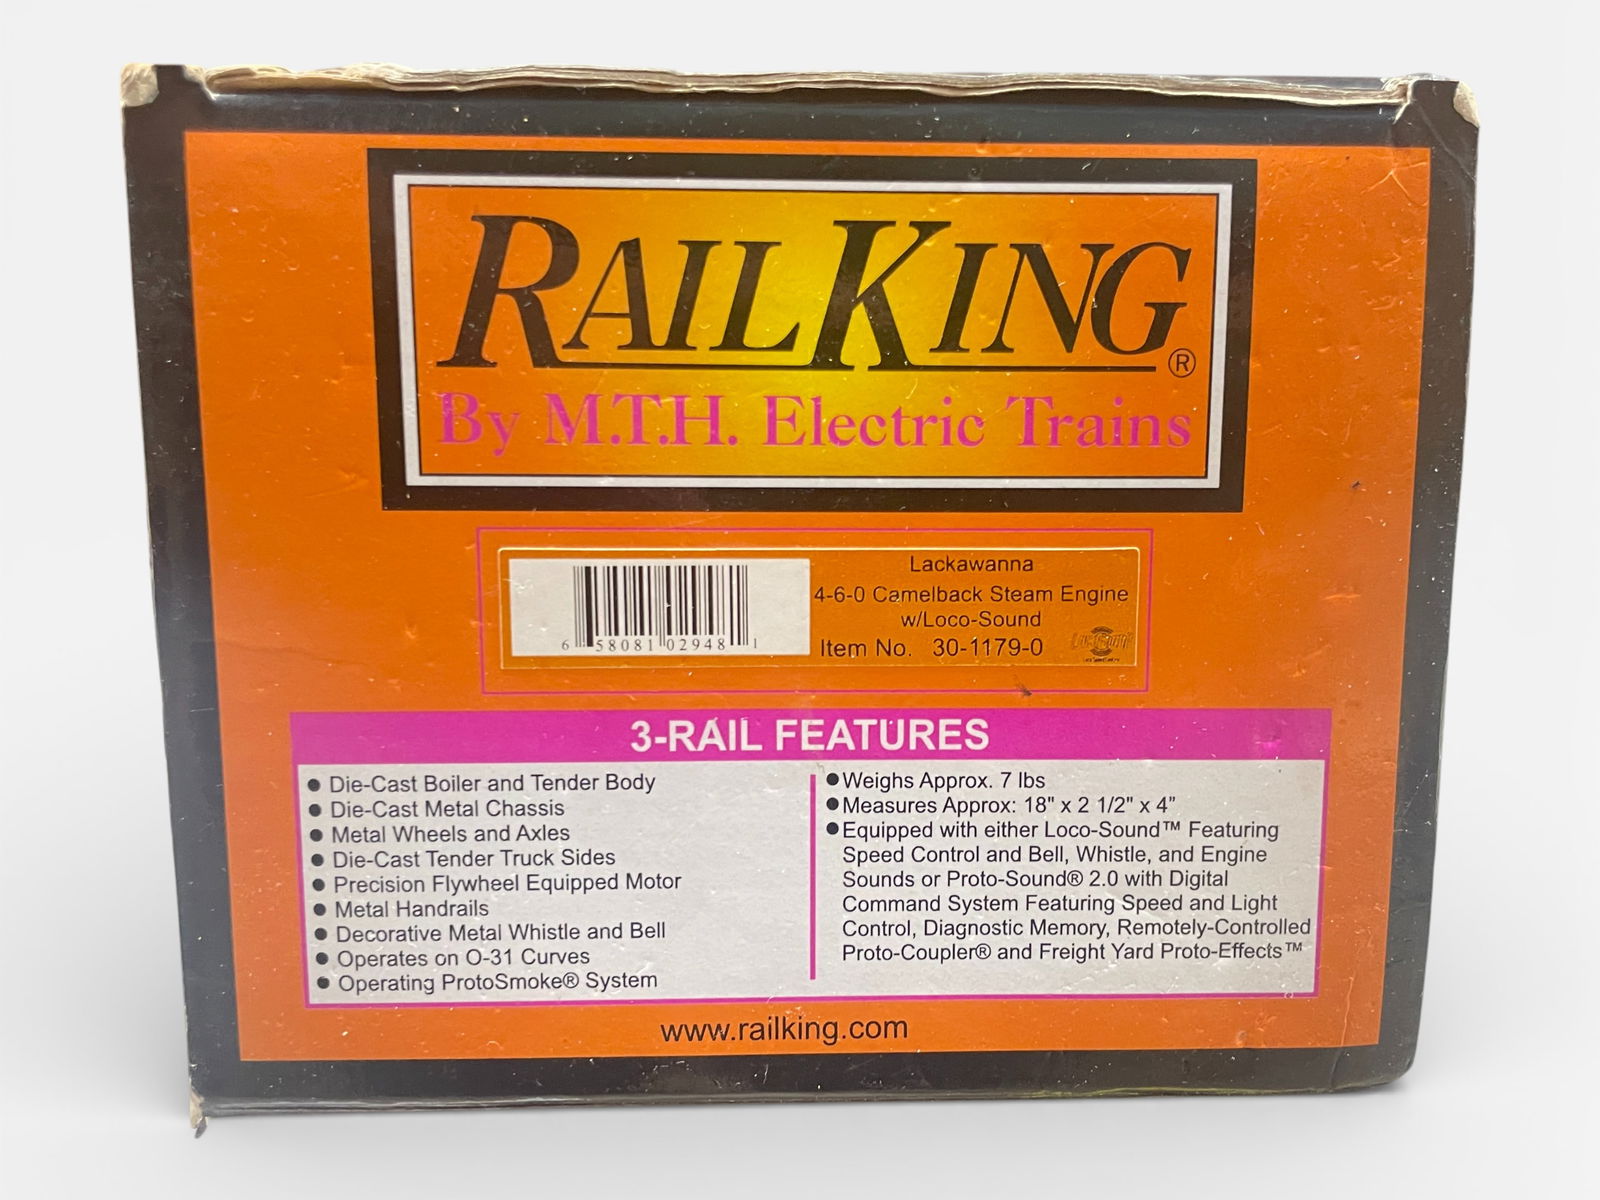 RAILKING®
By M.T.H. Electric Trains
Lackawanna
4-6-0 Camelback Steam Engine
w/Loco-Sound
Item No. 30-1179-0
6 58081 02948 1
3-RAIL FEATURES
● Die-Cast Boiler and Tender Body
● Die-Cast Metal Chassis
● Metal Wheels and Axles
● Die-Cast Tender Truck Sides
● Precision Flywheel Equipped Motor
● Metal Handrails
● Decorative Metal Whistle and Bell
● Operates on O-31 Curves
● Operating ProtoSmoke® System
● Weighs Approx. 7 lbs
● Measures Approx: 18" x 2 1/2" x 4”
● Equipped with either Loco-Sound™ Featuring
Speed Control and Bell, Whistle, and Engine
Sounds or Proto-Sound® 2.0 with Digital
Command System Featuring Speed and Light
Control, Diagnostic Memory, Remotely-Controlled
Proto-Coupler® and Freight Yard Proto-Effects™
www.railking.com